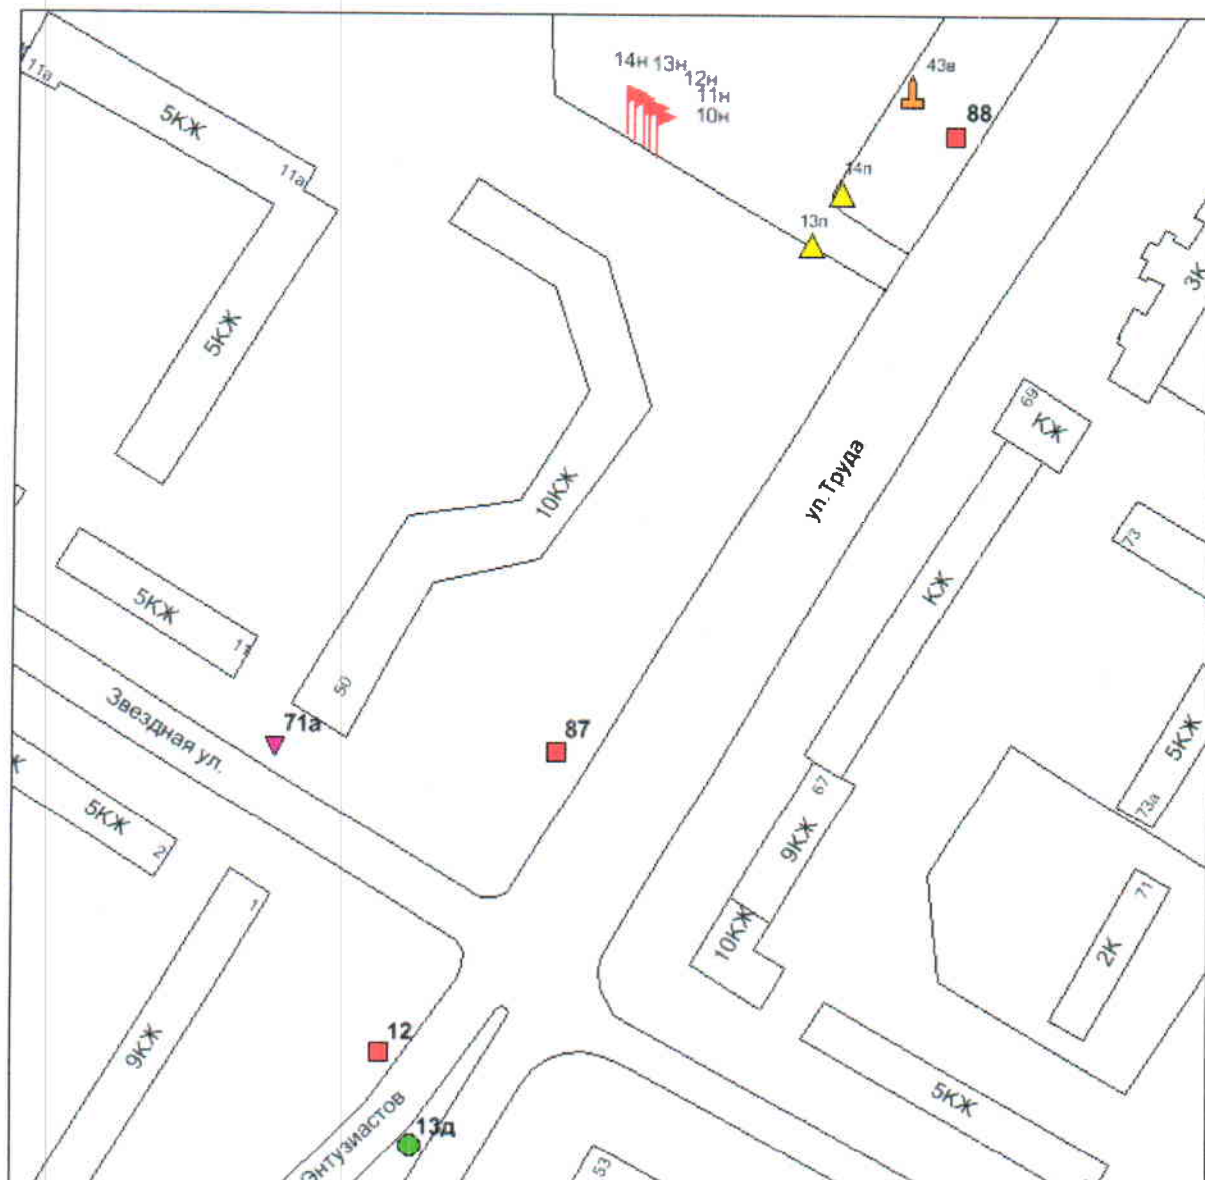 14н
13н
12н
11н
10н
43в
88
14п
13п
11а
5КЖ
11а
5КЖ
3К
69
КЖ
ул. Труда
10КЖ
73
КЖ
5КЖ
11
50
71а
87
Звездная ул.
5КЖ
73а
67
9КЖ
Ж
5КЖ
2
1
10КЖ
71
2К
9КЖ
12
5КЖ
Энтузиастов
13д
53